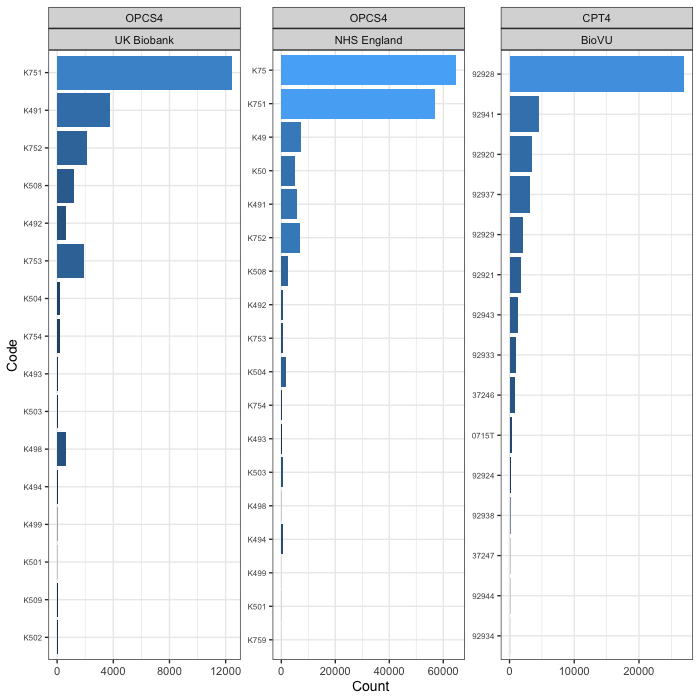 OPCS4
UK Biobank
OPCS4
NHS England
CPT4
BioVU
Code
K751
K491
K752
K508
K492
K753
K504
K754
K493
K503
K498
K494
K499
K501
K509
K502
0
4000
8000
12000
K75
K751
K49
K50
K491
K752
K508
K492
K753
K504
K754
K493
K503
K498
K494
K499
K501
K759
0
20000
40000
60000
92928
92941
92920
92937
92929
92921
92943
92933
37246
0715T
92924
92938
37247
92944
92934
0
10000
20000
Count